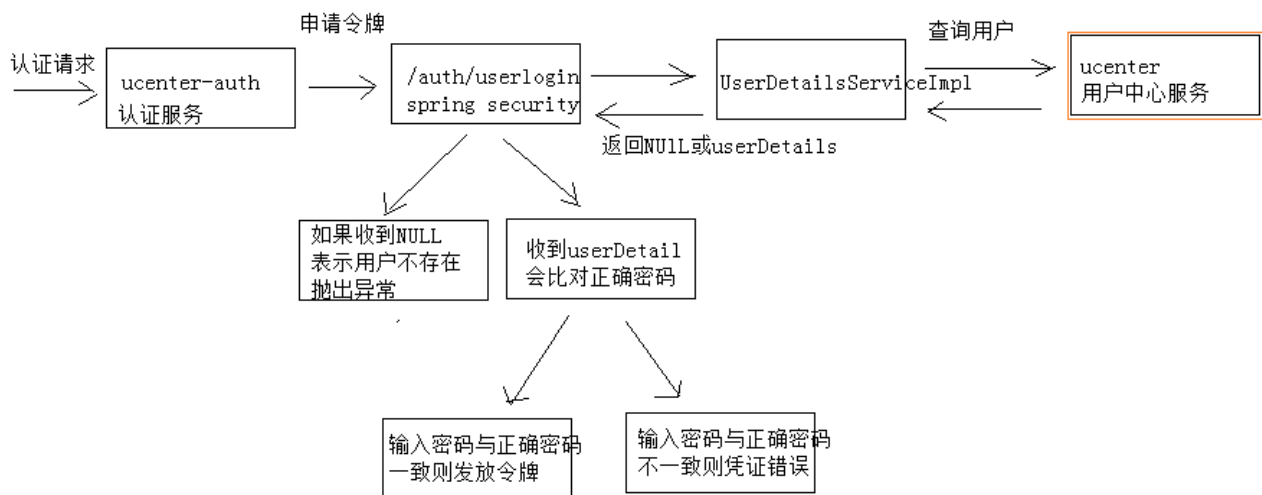 申请令牌
查询用户
认证请求
ucenter-auth
认证服务
/auth/userlogin
spring security
UserDetailsServiceImpl
ucenter
用户中心服务
返回NUlL或userDetails
如果收到NULL
表示用户不存在
抛出异常
收到userDetail
会比对正确密码
输入密码与正确密码
一致则发放令牌
输入密码与正确密码
不一致则凭证错误